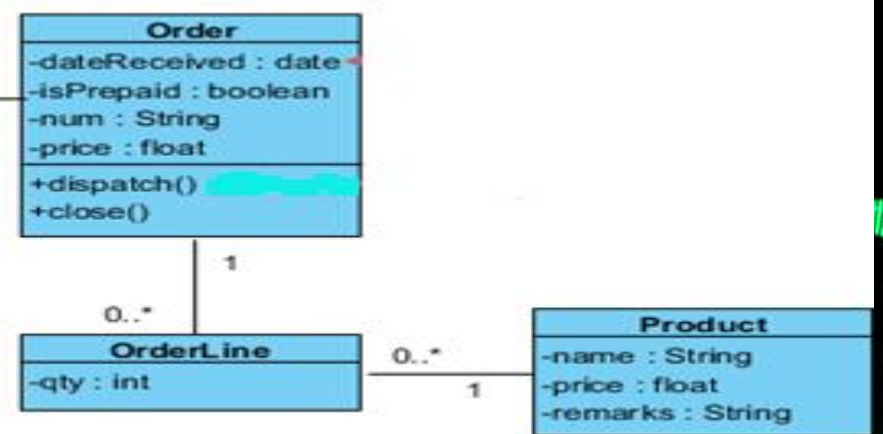 Order
-dateReceived : date
-isPrepaid : boolean
-num : String
-price : float
+dispatch()
+close()
1
0..*
OrderLine
-qty : int
0..*
1
Product
-name : String
-price : float
-remarks : String